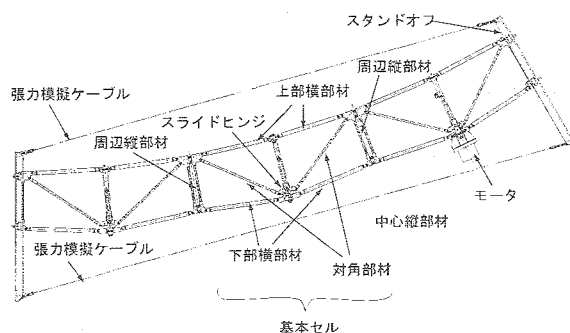 スタンドオフ
周辺縦部材
張力模擬ケーブル
上部横部材
スライドヒンジ
周辺縦部材
モータ
中心縦部材
張力模擬ケーブル
下部横部材
対角部材
基本セル